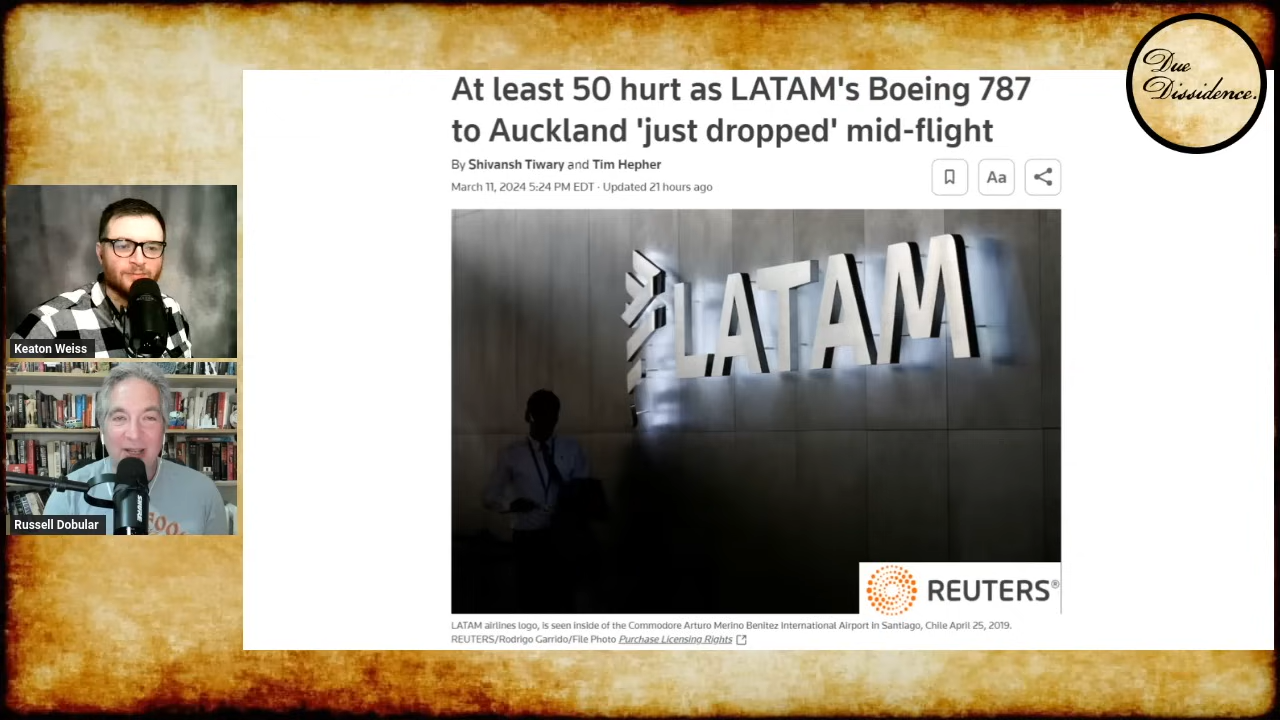 Due
Dissidence.
At least 50 hurt as LATAM's Boeing 787
to Auckland 'just dropped' mid-flight
By Shivansh Tiwary and Tim Hepher
March 11, 2024 5:24 PM EDT · Updated 21 hours ago
Aa
LATAM
REUTERS®
LATAM airlines logo, is seen inside of the Commodore Arturo Merino Benitez International Airport in Santiago, Chile April 25, 2019.
REUTERS/Rodrigo Garrido/File Photo Purchase Licensing Rights
Keaton Weiss
Russell Dobular